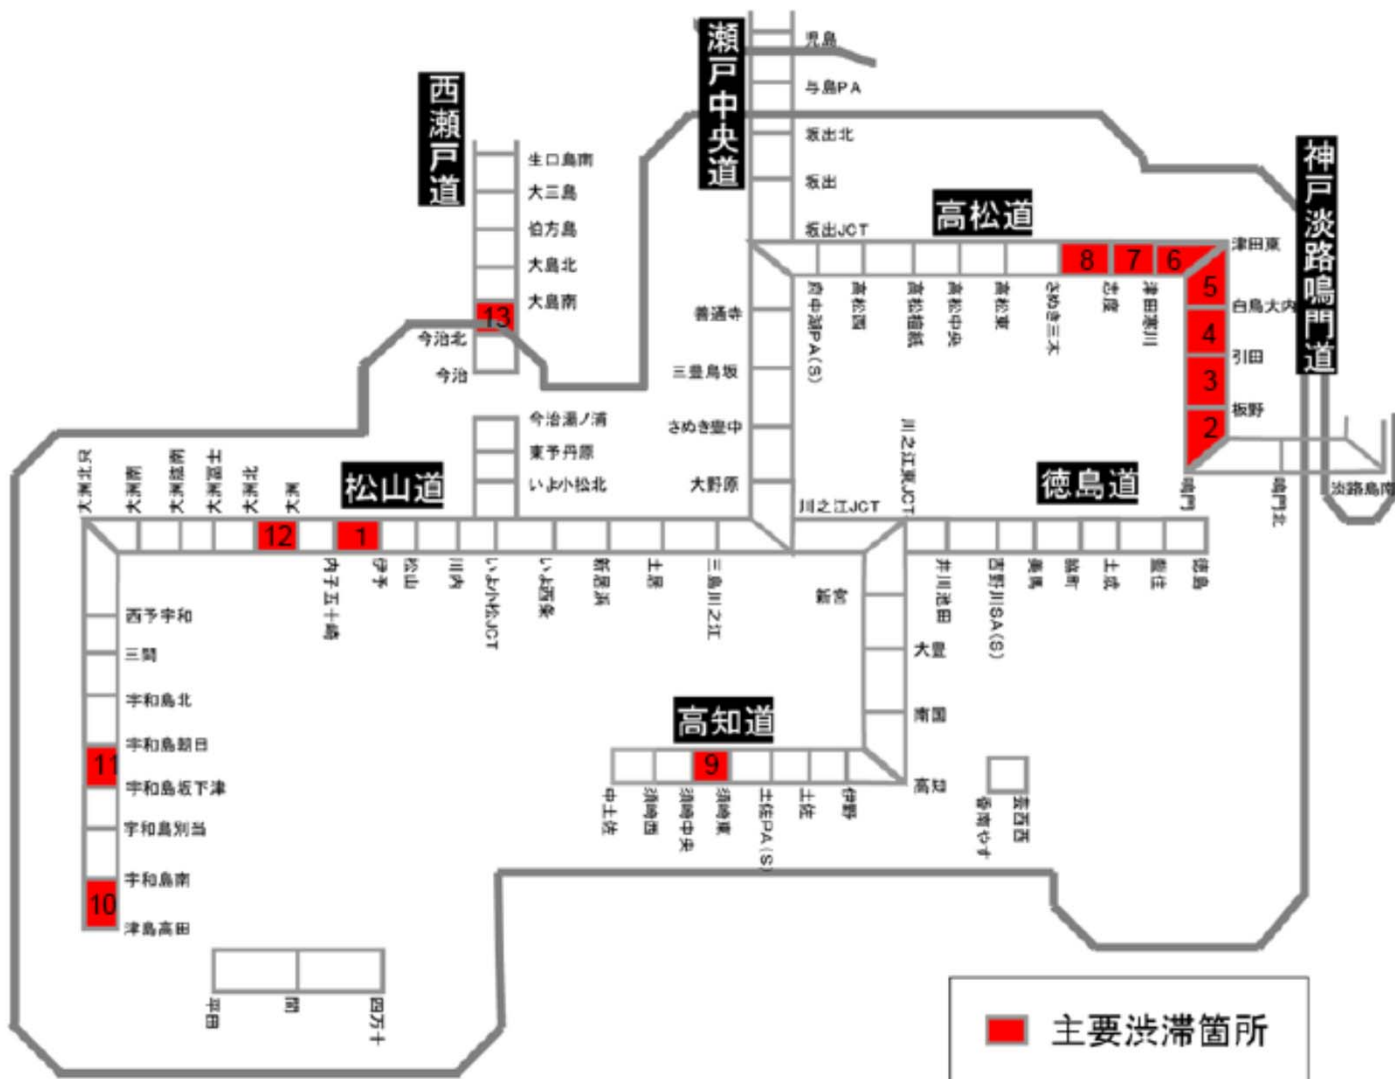 西瀬戸道
生口島南
大三島
伯方島
大島北
大島南
13
今治北
今治
今治湯ノ浦
東予丹原
いよ小松北
瀬戸中央道
児島
与島PA
坂出北
坂出
坂出JCT
高松道
府中湖PA(S)
高松西
高松檀紙
高松中央
高松東
さぬき三木
8
志度
7
津田寒川
6
津田東
5
白鳥大内
4
引田
3
板野
2
鳴門
鳴門北
淡路島南
神戸淡路鳴門道
善通寺
三豊鳥坂
さぬき豊中
大野原
川之江JCT
川之江東JCT
徳島道
井川池田
吉野川SA(S)
美馬
脇町
土成
藍住
徳島
松山道
大洲北只
大洲南
大洲富士
大洲北
12
大洲
内子五十崎
1
伊予
松山
川内
いよ小松JCT
いよ西条
新居浜
土居
三島川之江
西予宇和
三間
宇和島北
宇和島朝日
11
宇和島坂下津
宇和島別当
宇和島南
10
津島高田
新宮
大豊
南国
高知
高知道
中土佐
須崎西
須崎中央
9
須崎東
土佐PA(S)
土佐
伊野
香南やす
芸西西
平田
間
四万十
主要渋滞箇所